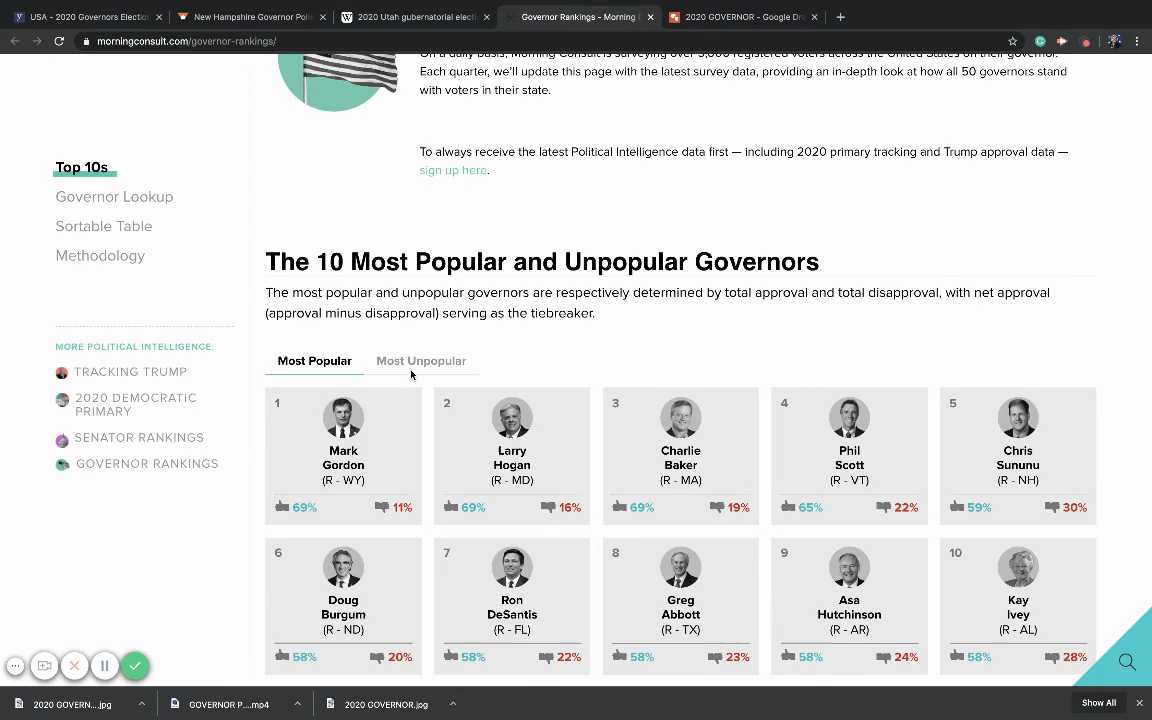 USA - 2020 Governors Election
New Hampshire Governor Pol
2020 Utah gubernatorial elect
Governor Rankings - Morning C
2020 GOVERNOR - Google Dra
morningconsult.com/governor-rankings/
Each quarter, we'll update this page with the latest survey data, providing an in-depth look at how all 50 governors stand
with voters in their state.
To always receive the latest Political Intelligence data first — including 2020 primary tracking and Trump approval data —
sign up here.
Top 10s
Governor Lookup
Sortable Table
Methodology
MORE POLITICAL INTELLIGENCE:
TRACKING TRUMP
2020 DEMOCRATIC
PRIMARY
SENATOR RANKINGS
GOVERNOR RANKINGS
The 10 Most Popular and Unpopular Governors
The most popular and unpopular governors are respectively determined by total approval and total disapproval, with net approval
(approval minus disapproval) serving as the tiebreaker.
Most Popular Most Unpopular
1
Mark
Gordon
(R - WY)
69% 11%
2
Larry
Hogan
(R - MD)
69% 16%
3
Charlie
Baker
(R - MA)
69% 19%
4
Phil
Scott
(R - VT)
65% 22%
5
Chris
Sununu
(R - NH)
59% 30%
6
Doug
Burgum
(R - ND)
58% 20%
7
Ron
DeSantis
(R - FL)
58% 22%
8
Greg
Abbott
(R - TX)
58% 23%
9
Asa
Hutchinson
(R - AR)
58% 24%
10
Kay
Ivey
(R - AL)
58% 28%
2020 GOVERN....jpg
GOVERNOR P....mp4
2020 GOVERNOR.jpg
Show All